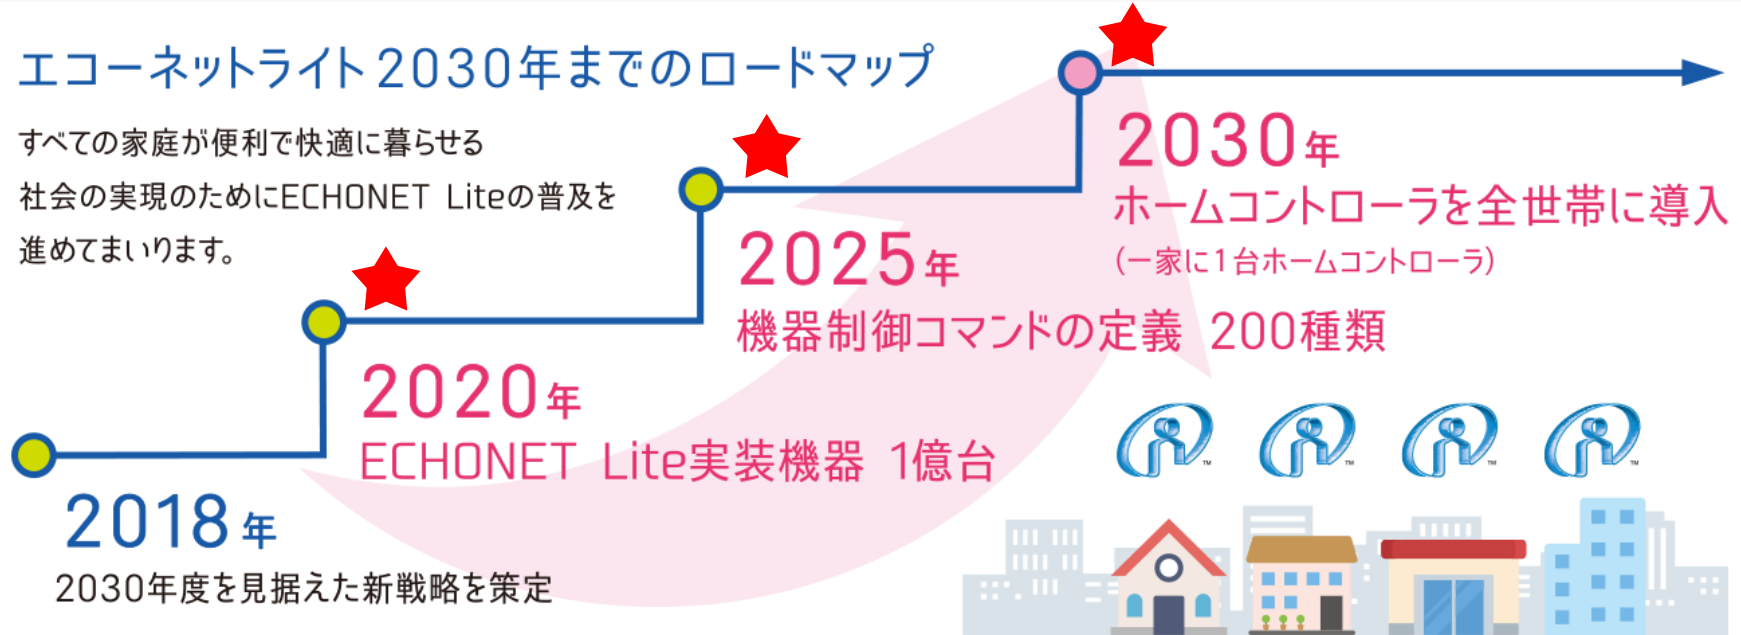 エコーネットライト2030年までのロードマップ
すべての家庭が便利で快適に暮らせる
社会の実現のためにECHONET Liteの普及を
進めてまいります。
2018年
2030年度を見据えた新戦略を策定
2020年
ECHONET Lite実装機器 1億台
2025年
機器制御コマンドの定義 200種類
2030年
ホームコントローラを全世帯に導入
(一家に1台ホームコントローラ)
TM
TM
TM
TM